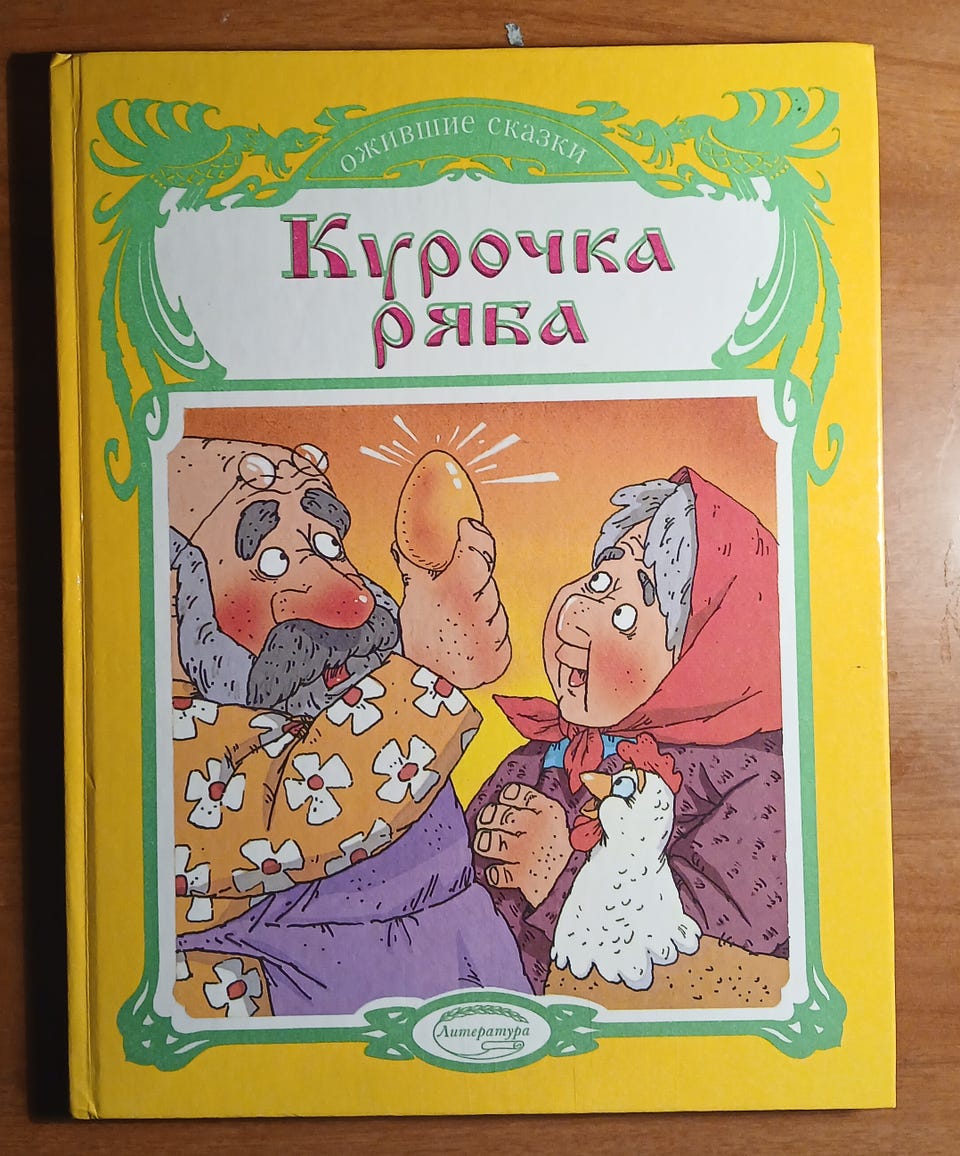 ожившие сказки
Курочка
ряба
Литература